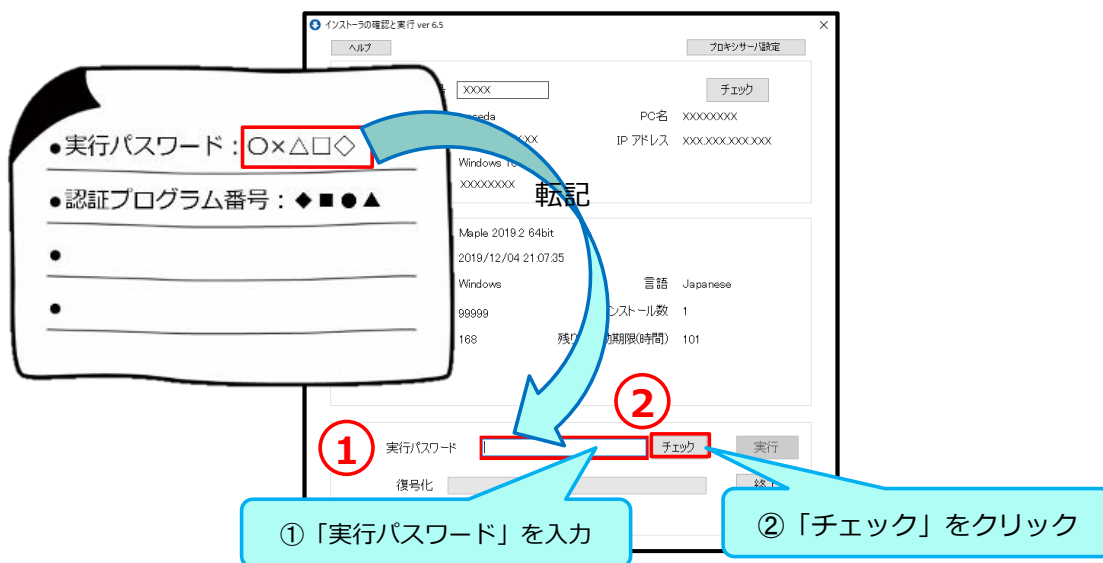 インストーラの確認と実行 ver 6.5
ヘルプ
プロキシサーバ設定
XXXX
チェック
PC名 XXXXXXXX
IP アドレス XXX.XXX.XXX.XXX
XXXXXXXX
●実行パスワード：○×△□◇
●認証プログラム番号：◆■●▲
●
●
転記
Maple 2019.2 64bit
2019/12/04 21:07:35
Windows
言語 Japanese
99999
1
168
101
①
②
実行パスワード
チェック
実行
復号化
①「実行パスワード」を入力
②「チェック」をクリック